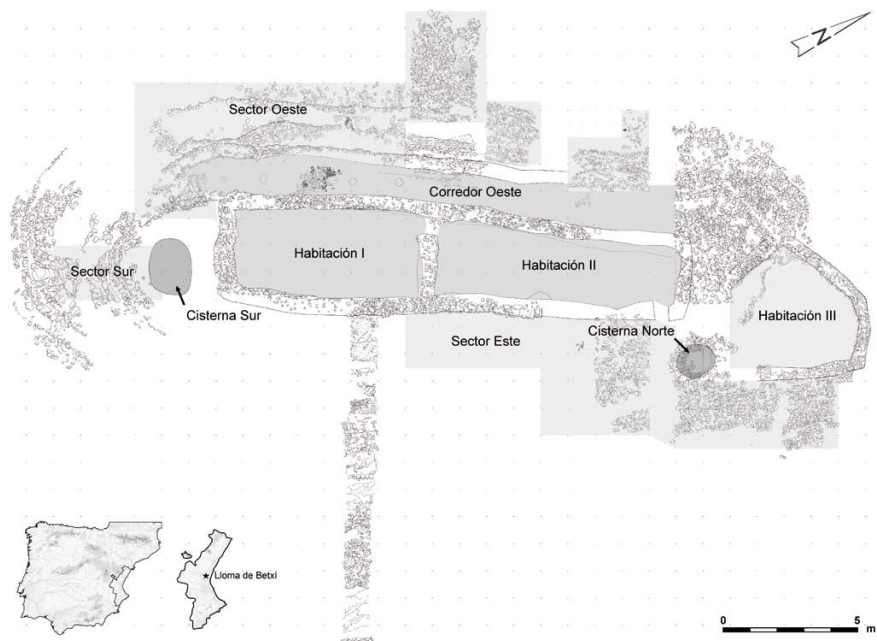 N
Sector Oeste
Corredor Oeste
Habitación I
Habitación II
Sector Sur
Cisterna Sur
Habitación III
Cisterna Norte
Sector Este
Lloma de Betxí
0 5
m